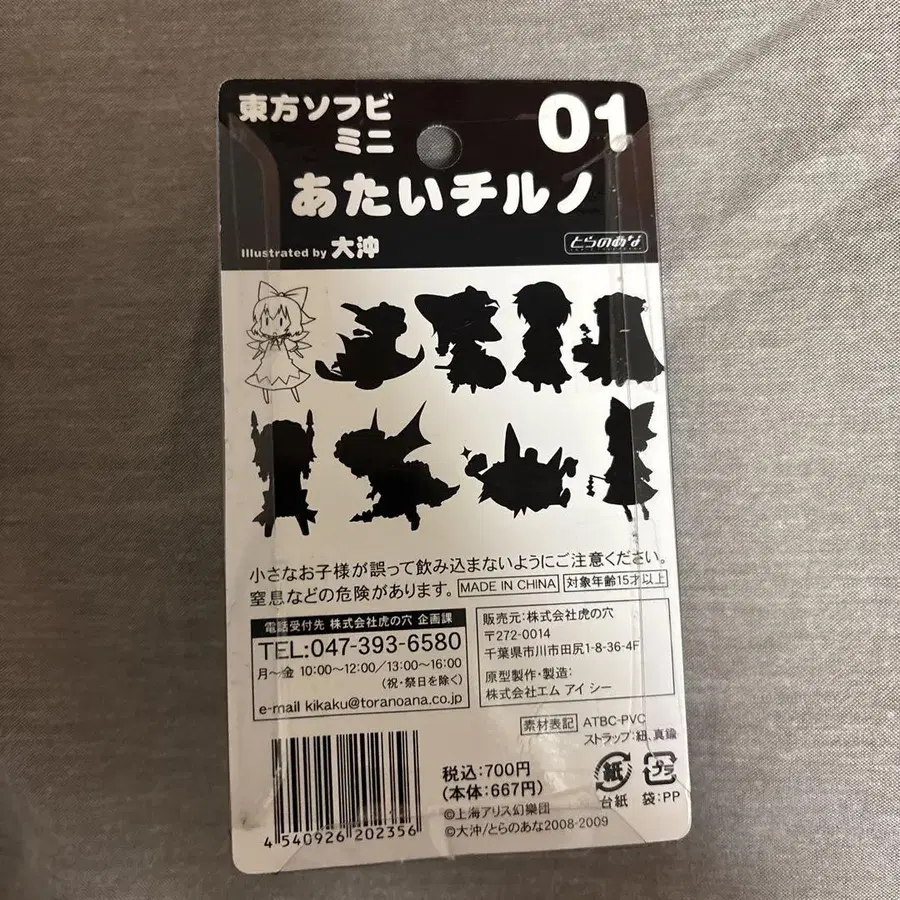 東方ソフビ
ミニ
01
あたいチルノ
Illustrated by 大沖
とらのあな
小さなお子様が誤って飲み込まないようにご注意ください。
窒息などの危険があります。 MADE IN CHINA 対象年齢15才以上
電話受付先 株式会社虎の穴 企画課
TEL:047-393-6580
月～金 10:00～12:00/13:00～16:00
(祝・祭日を除く)
e-mail kikaku@toranoana.co.jp
販売元:株式会社虎の穴
〒272-0014
千葉県市川市田尻1-8-36-4F
原型製作・製造:
株式会社エム アイ シー
素材表記 ATBC-PVC
ストラップ:紐、真鍮
税込:700円
(本体:667円)
紙
台紙
プラ
袋:PP
©上海アリス幻樂団
©大沖/とらのあな2008-2009
4 540926 202356